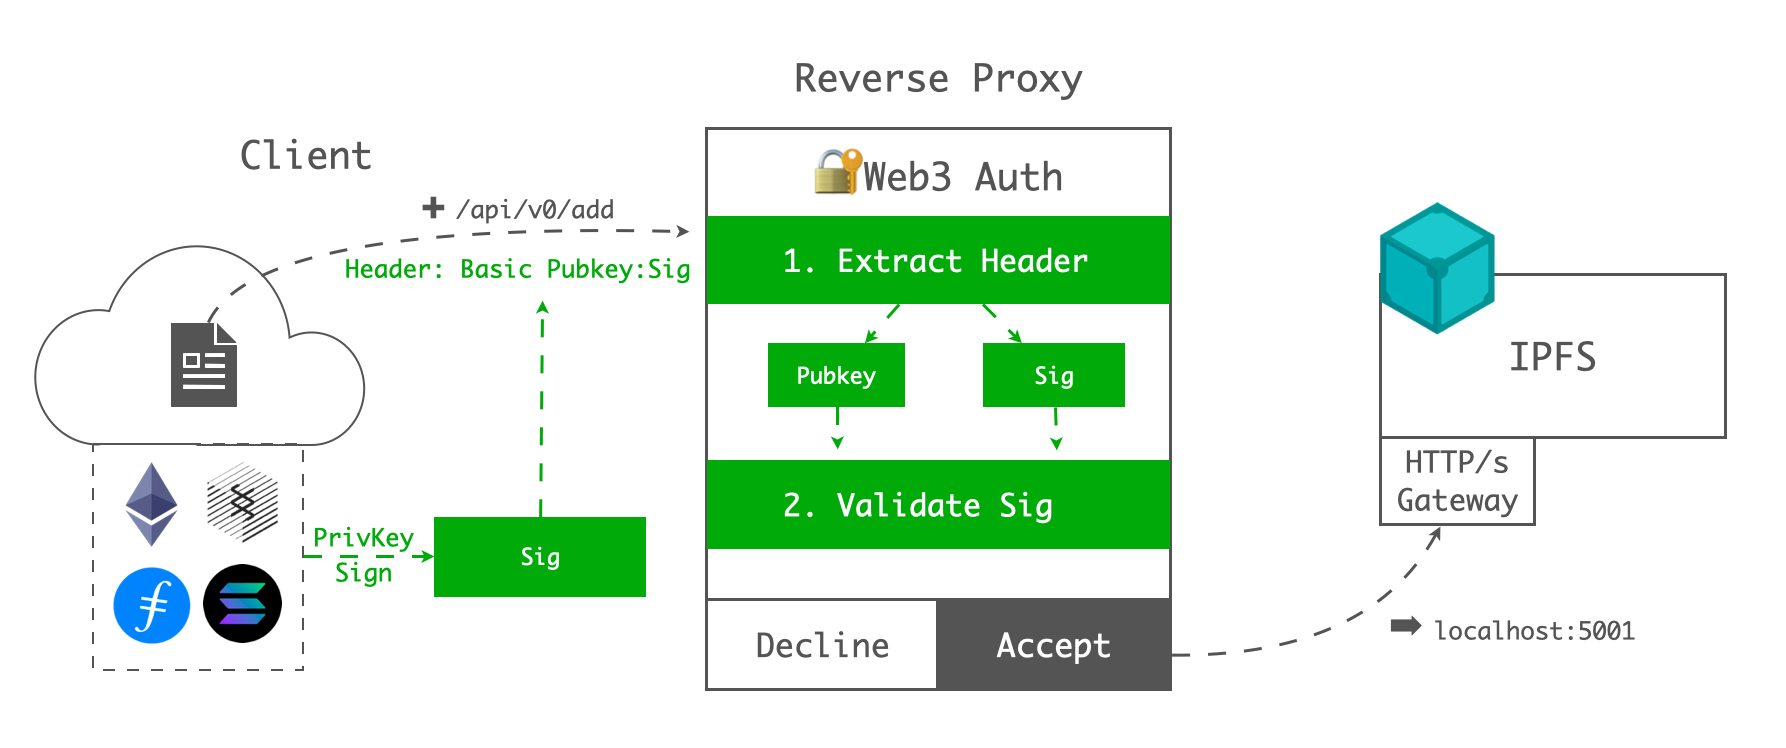 Reverse Proxy
Client
Web3 Auth
/api/v0/add
Header: Basic Pubkey:Sig
1. Extract Header
Pubkey
Sig
IPFS
HTTP/s
Gateway
2. Validate Sig
PrivKey
Sign
Sig
Decline
Accept
localhost:5001